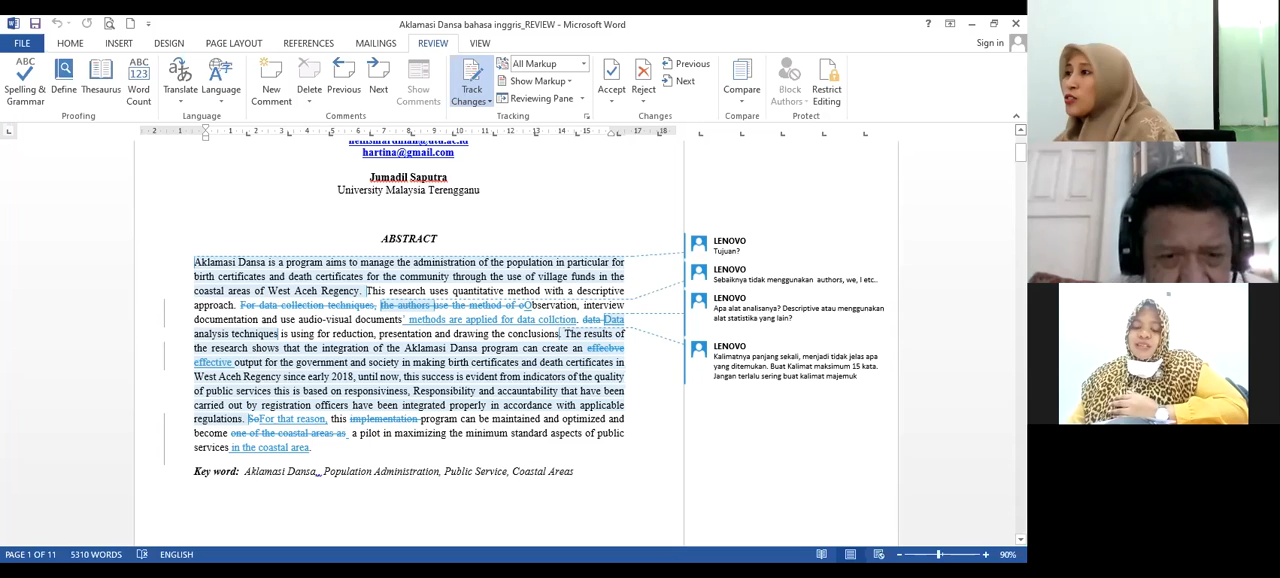 Aklamasi Dansa bahasa inggris_REVIEW - Microsoft Word
FILE HOME INSERT DESIGN PAGE LAYOUT REFERENCES MAILINGS REVIEW VIEW Sign in
ABC Spelling & Grammar
Define
Thesaurus
ABC 123 Word Count
Proofing
Translate
Language
Language
New Comment
Delete
Previous
Next
Show Comments
Comments
Track Changes
All Markup
Show Markup
Reviewing Pane
Tracking
Accept
Reject
Previous
Next
Changes
Compare
Compare
Block Authors
Restrict Editing
Protect
hartina@gmail.com
Jumadil Saputra
University Malaysia Terengganu
ABSTRACT
Aklamasi Dansa is a program aims to manage the administration of the population in particular for
birth certificates and death certificates for the community through the use of village funds in the
coastal areas of West Aceh Regency. This research uses quantitative method with a descriptive
approach. For data collection techniques, the authors use the method of oObservation, interview
documentation and use audio-visual documents' methods are applied for data collction. data Data
analysis techniques is using for reduction, presentation and drawing the conclusions. The results of
the research shows that the integration of the Aklamasi Dansa program can create an effecbve
effective output for the government and society in making birth certificates and death certificates in
West Aceh Regency since early 2018, until now, this success is evident from indicators of the quality
of public services this is based on responsiviness, Responsibility and accountability that have been
carried out by registration officers have been integrated properly in accordance with applicable
regulations. SoFor that reason, this implementation program can be maintained and optimized and
become one of the coastal areas as a pilot in maximizing the minimum standard aspects of public
services in the coastal area.
Key word: Aklamasi Dansa, Population Administration, Public Service, Coastal Areas
LENOVO
Tujuan?
LENOVO
Sebaiknya tidak menggunakan authors, we, I etc..
LENOVO
Apa alat analisanya? Descriptive atau menggunakan
alat statistika yang lain?
LENOVO
Kalimatnya panjang sekali, menjadi tidak jelas apa
yang ditemukan. Buat Kalimat maksimum 15 kata.
Jangan terlalu sering buat kalimat majemuk
PAGE 1 OF 11 5310 WORDS ENGLISH 90%